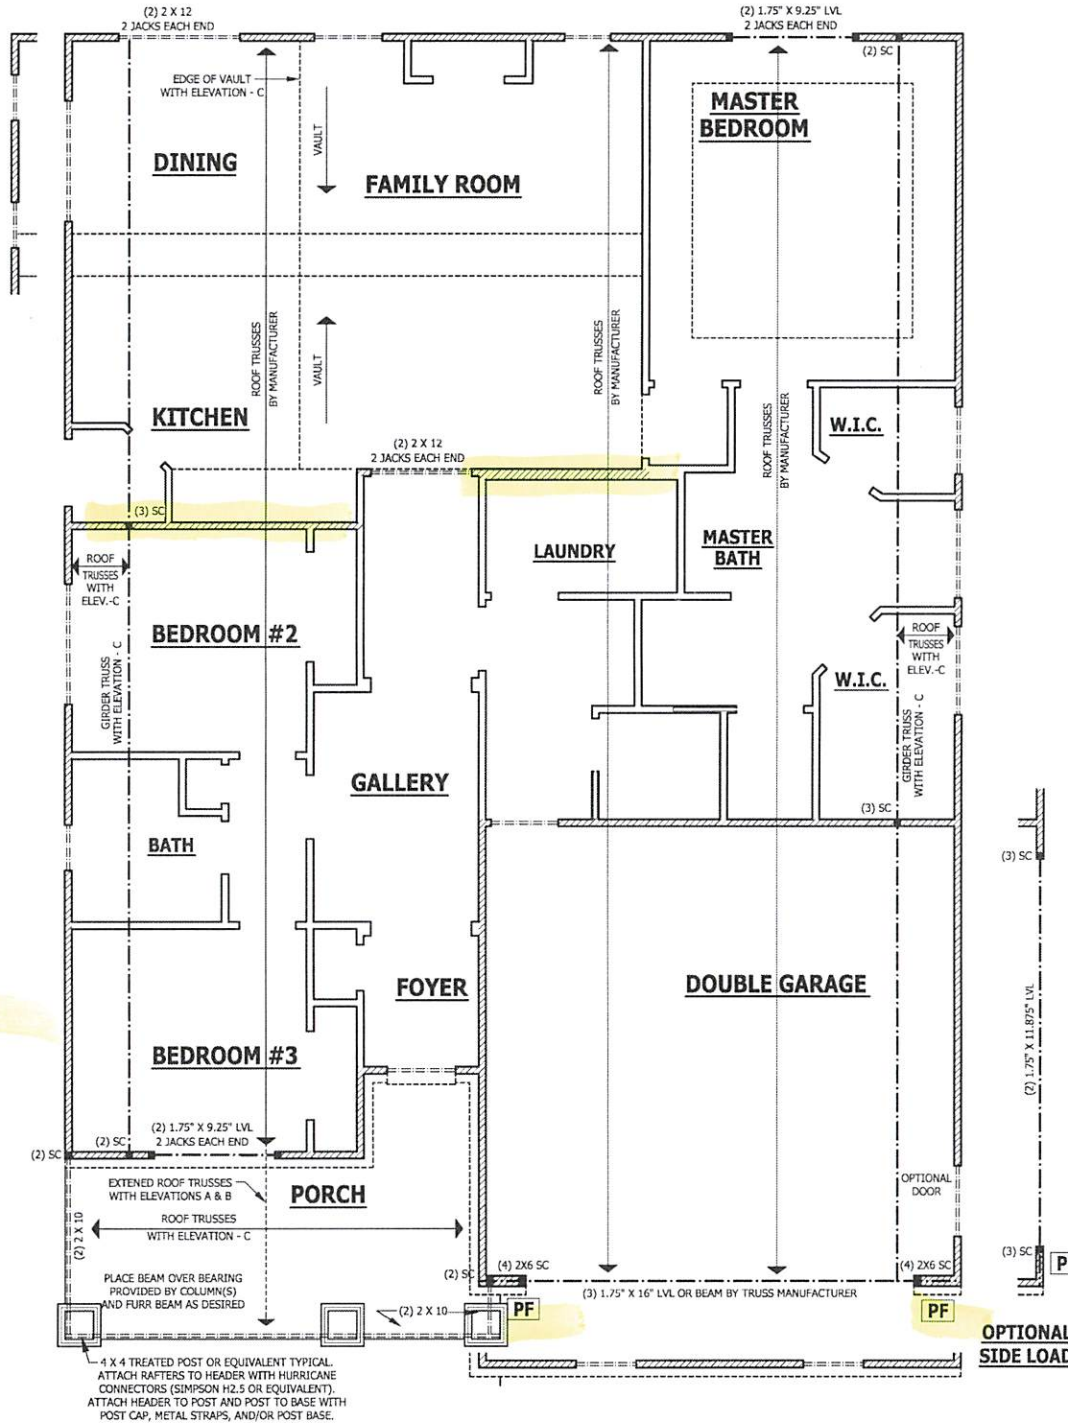 (2) 2 X 12
2 JACKS EACH END
(2) 1.75" X 9.25" LVL
2 JACKS EACH END
(2) SC
EDGE OF VAULT
WITH ELEVATION - C
MASTER
BEDROOM
VAULT
DINING
FAMILY ROOM
ROOF TRUSSES
BY MANUFACTURER
VAULT
ROOF TRUSSES
BY MANUFACTURER
ROOF TRUSSES
BY MANUFACTURER
KITCHEN
W.I.C.
(2) 2 X 12
2 JACKS EACH END
(3) SC
ROOF
TRUSSES
WITH
ELEV.-C
LAUNDRY
MASTER
BATH
BEDROOM #2
ROOF
TRUSSES
WITH
ELEV.-C
GIRDER TRUSS
WITH ELEVATION - C
W.I.C.
GIRDER TRUSS
WITH ELEVATION - C
GALLERY
(3) SC
BATH
(3) SC
FOYER
DOUBLE GARAGE
(2) 1.75" X 11.875" LVL
BEDROOM #3
(2) 1.75" X 9.25" LVL
2 JACKS EACH END
(2) SC
(2) SC
EXTENED ROOF TRUSSES
WITH ELEVATIONS A & B
PORCH
OPTIONAL
DOOR
(2) 2 X 10
ROOF TRUSSES
WITH ELEVATION - C
(2) SC
(4) 2X6 SC
(4) 2X6 SC
(3) SC
P
PLACE BEAM OVER BEARING
PROVIDED BY COLUMN(S)
AND FURR BEAM AS DESIRED
(3) 1.75" X 16" LVL OR BEAM BY TRUSS MANUFACTURER
(2) 2 X 10
PF
PF
OPTIONAL
SIDE LOAD
4 X 4 TREATED POST OR EQUIVALENT TYPICAL.
ATTACH RAFTERS TO HEADER WITH HURRICANE
CONNECTORS (SIMPSON H2.5 OR EQUIVALENT).
ATTACH HEADER TO POST AND POST TO BASE WITH
POST CAP, METAL STRAPS, AND/OR POST BASE.